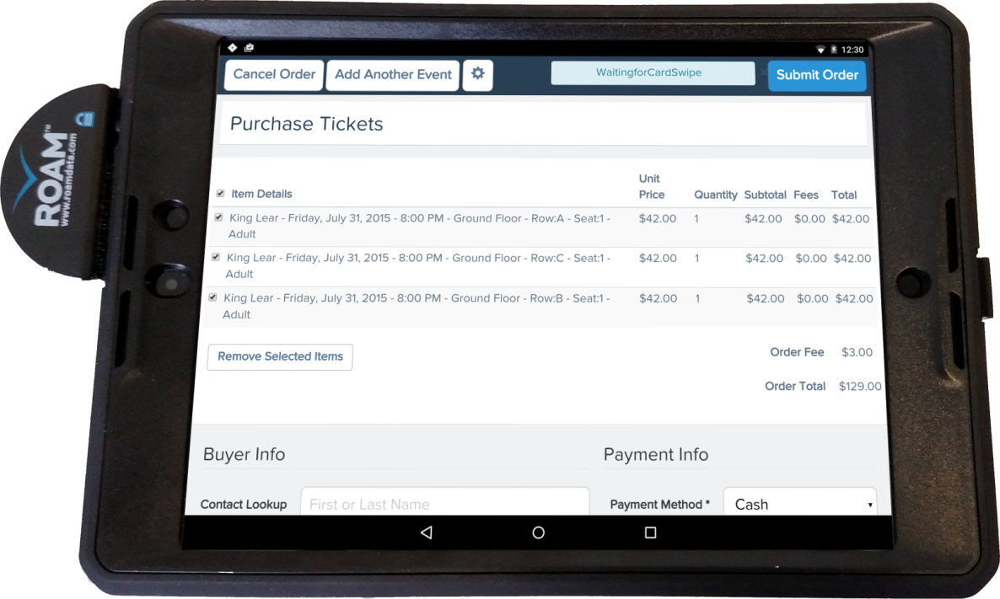 12:30
Cancel Order Add Another Event WaitingforCardSwipe × Submit Order
Purchase Tickets
Item Details Unit Price Quantity Subtotal Fees Total
King Lear - Friday, July 31, 2015 - 8:00 PM - Ground Floor - Row:A - Seat:1 - $42.00 1 $42.00 $0.00 $42.00
Adult
King Lear - Friday, July 31, 2015 - 8:00 PM - Ground Floor - Row:C - Seat:1 - $42.00 1 $42.00 $0.00 $42.00
Adult
King Lear - Friday, July 31, 2015 - 8:00 PM - Ground Floor - Row:B - Seat:1 - $42.00 1 $42.00 $0.00 $42.00
Adult
Remove Selected Items
Order Fee $3.00
Order Total $129.00
Buyer Info Payment Info
Contact Lookup First or Last Name Payment Method * Cash
ROAM™
www.roamdata.com